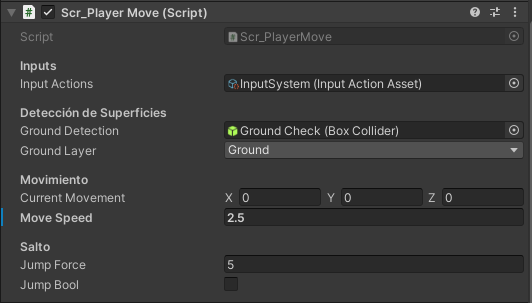 Scr_Player Move (Script)
Script Scr_PlayerMove
Inputs
Input Actions InputSystem (Input Action Asset)
Detección de Superficies
Ground Detection Ground Check (Box Collider)
Ground Layer Ground
Movimiento
Current Movement X 0 Y 0 Z 0
Move Speed 2.5
Salto
Jump Force 5
Jump Bool